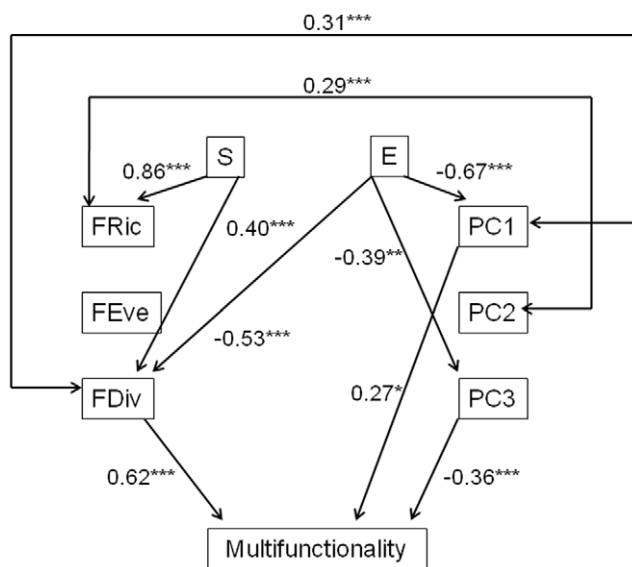 0.31***
0.29***
S
E
0.86***
-0.67***
FRic
0.40***
PC1
-0.39**
FEve
PC2
-0.53***
FDiv
0.27*
PC3
0.62***
-0.36***
Multifunctionality